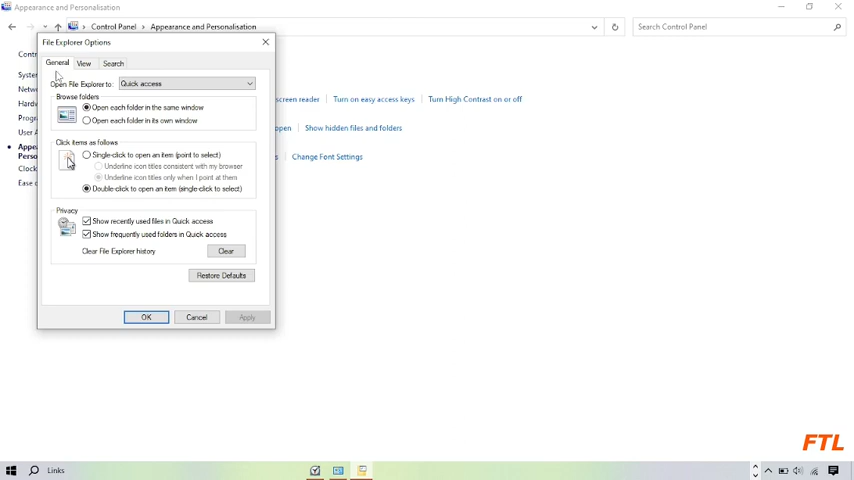 Appearance and Personalisation
Control Panel
Appearance and Personalisation
Search Control Panel
File Explorer Options
General
View
Search
Open File Explorer to:
Quick access
Browse folders
Open each folder in the same window
Open each folder in its own window
Click items as follows
Single-click to open an item (point to select)
Underline icon titles consistent with my browser
Underline icon titles only when I point at them
Double-click to open an item (single-click to select)
Privacy
Show recently used files in Quick access
Show frequently used folders in Quick access
Clear File Explorer history
Clear
Restore Defaults
OK
Cancel
Apply
screen reader
Turn on easy access keys
Turn High Contrast on or off
open
Show hidden files and folders
Change Font Settings
FTL
Links